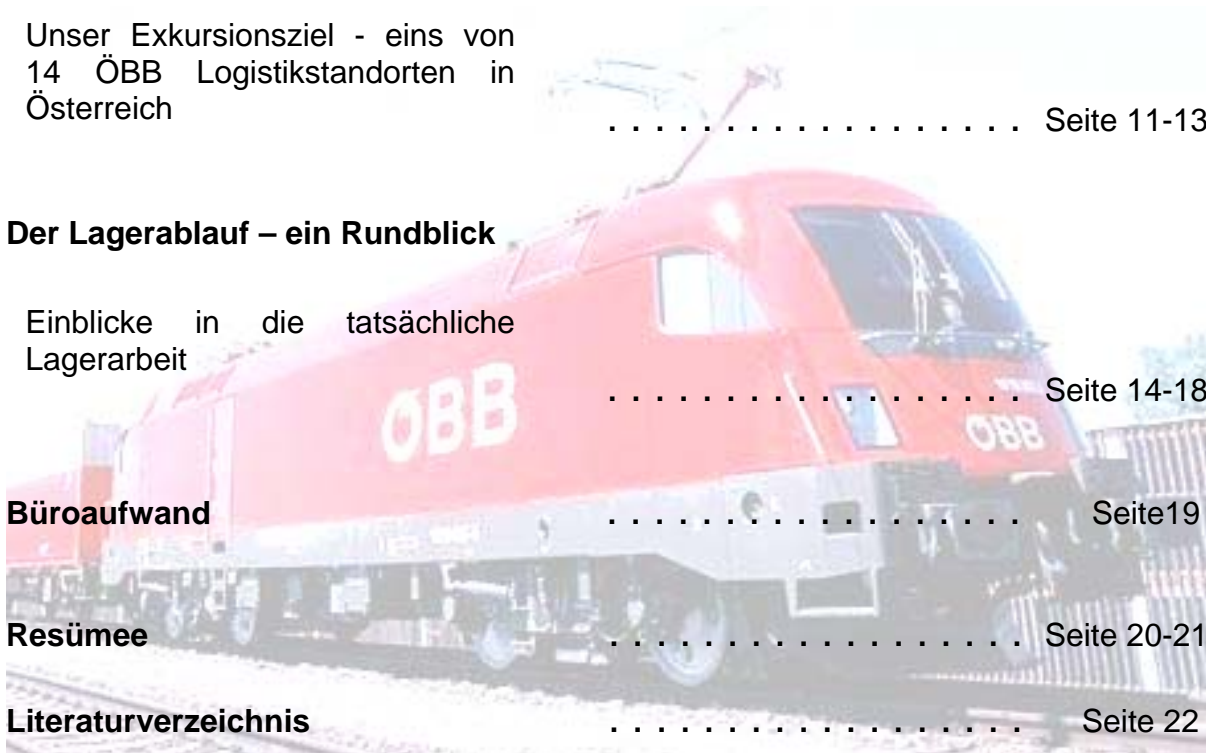 Unser Exkursionsziel - eins von
14 ÖBB Logistikstandorten in
Österreich
. . . . . . . . . . . . . . . . . . Seite 11-13
Der Lagerablauf – ein Rundblick
Einblicke in die tatsächliche
Lagerarbeit
. . . . . . . . . . . . . . . . . . Seite 14-18
ÖBB
ÖBB
Büroaufwand . . . . . . . . . . . . . . . . . . Seite19
Resümee . . . . . . . . . . . . . . . . . . Seite 20-21
Literaturverzeichnis . . . . . . . . . . . . . . . . . . Seite 22